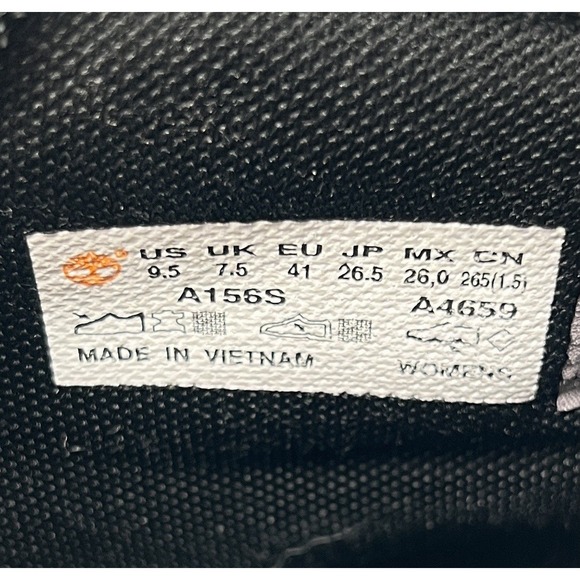 US UK EU JP MX CN
9.5 7.5 41 26.5 26,0 265(1.5)
A156S A4659
MADE IN VIETNAM WOMENS